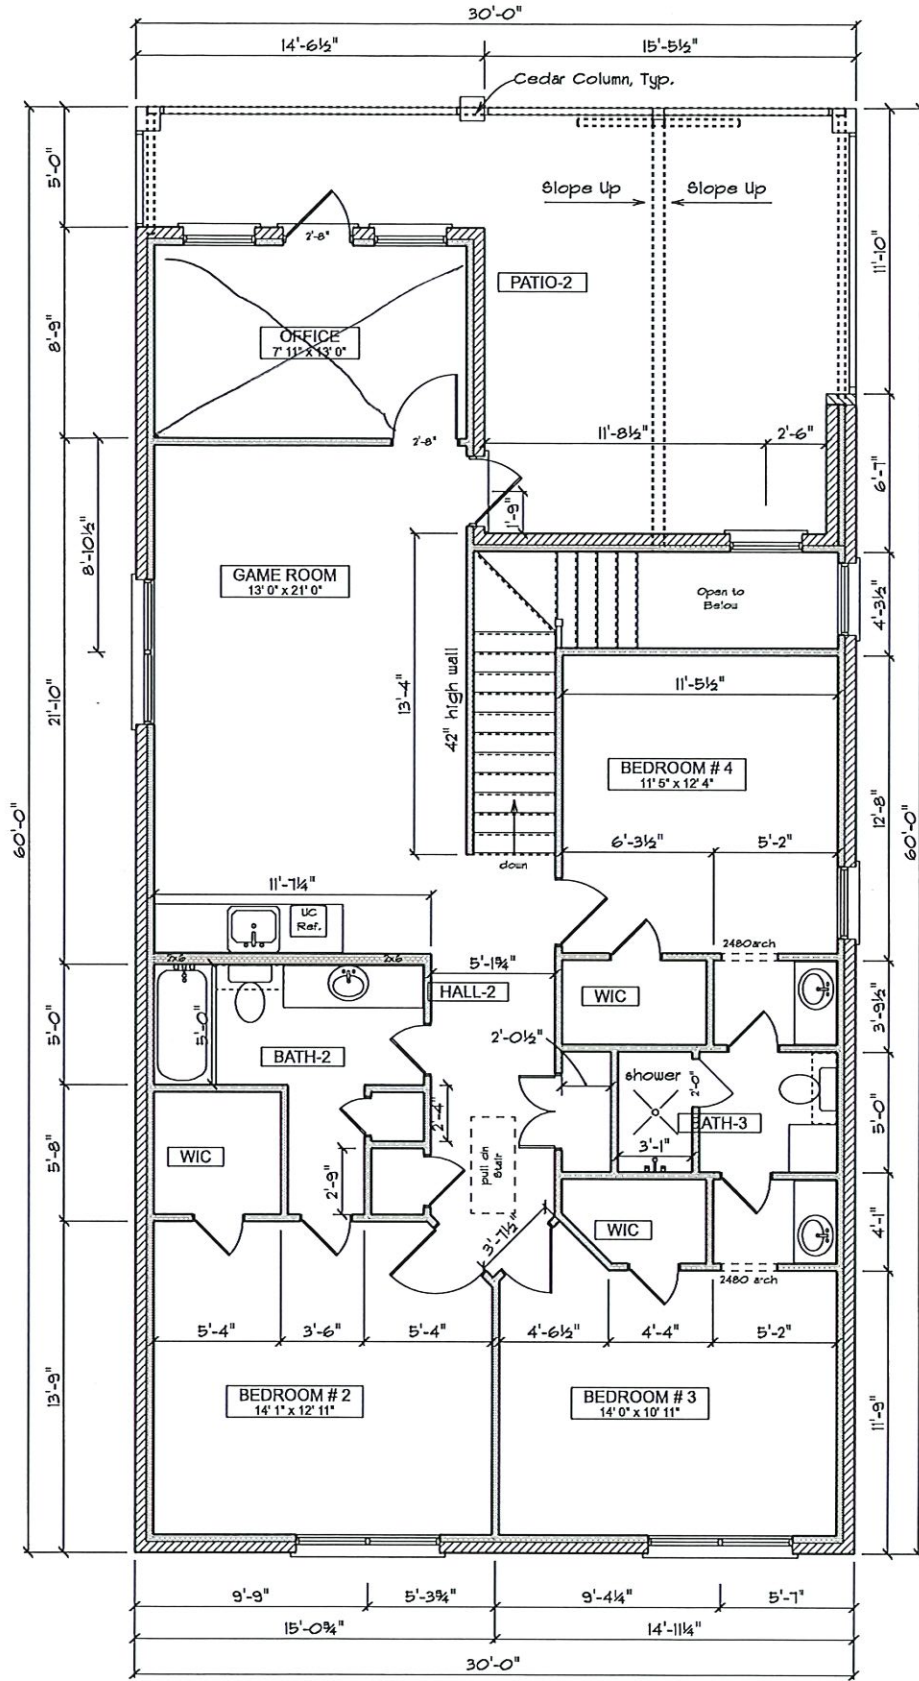 30'-0"
14'-6½"
15'-5½"
Cedar Column, Typ.
5'-0"
Slope Up
Slope Up
2'-8"
11'-10"
PATIO-2
8'-9"
OFFICE
7' 11" x 13' 0"
11'-8½"
2'-6"
2'-8"
6'-7"
1'-9"
8'-10½"
GAME ROOM
13' 0" x 21' 0"
Open to
Below
4'-3½"
21'-10"
13'-4"
42" high wall
11'-5½"
BEDROOM # 4
11' 5" x 12' 4"
12'-8"
60'-0"
60'-0"
6'-3½"
5'-2"
down
11'-7¼"
UC
Ref.
2480 arch
2x6
2x6
5'-1¾"
HALL-2
WIC
3'-9½"
5'-0"
5'-0"
2'-0½"
BATH-2
shower
2'-0"
2'-4"
ATH-3
5'-0"
pull dn
stair
3'-1"
WIC
5'-8"
2'-9"
WIC
4'-1"
3'-7½"
2480 arch
5'-4"
3'-6"
5'-4"
4'-6½"
4'-4"
5'-2"
13'-9"
BEDROOM # 2
14' 1" x 12' 11"
BEDROOM # 3
14' 0" x 10' 11"
11'-9"
9'-9"
5'-3¾"
9'-4¼"
5'-7"
15'-0¾"
14'-11¼"
30'-0"